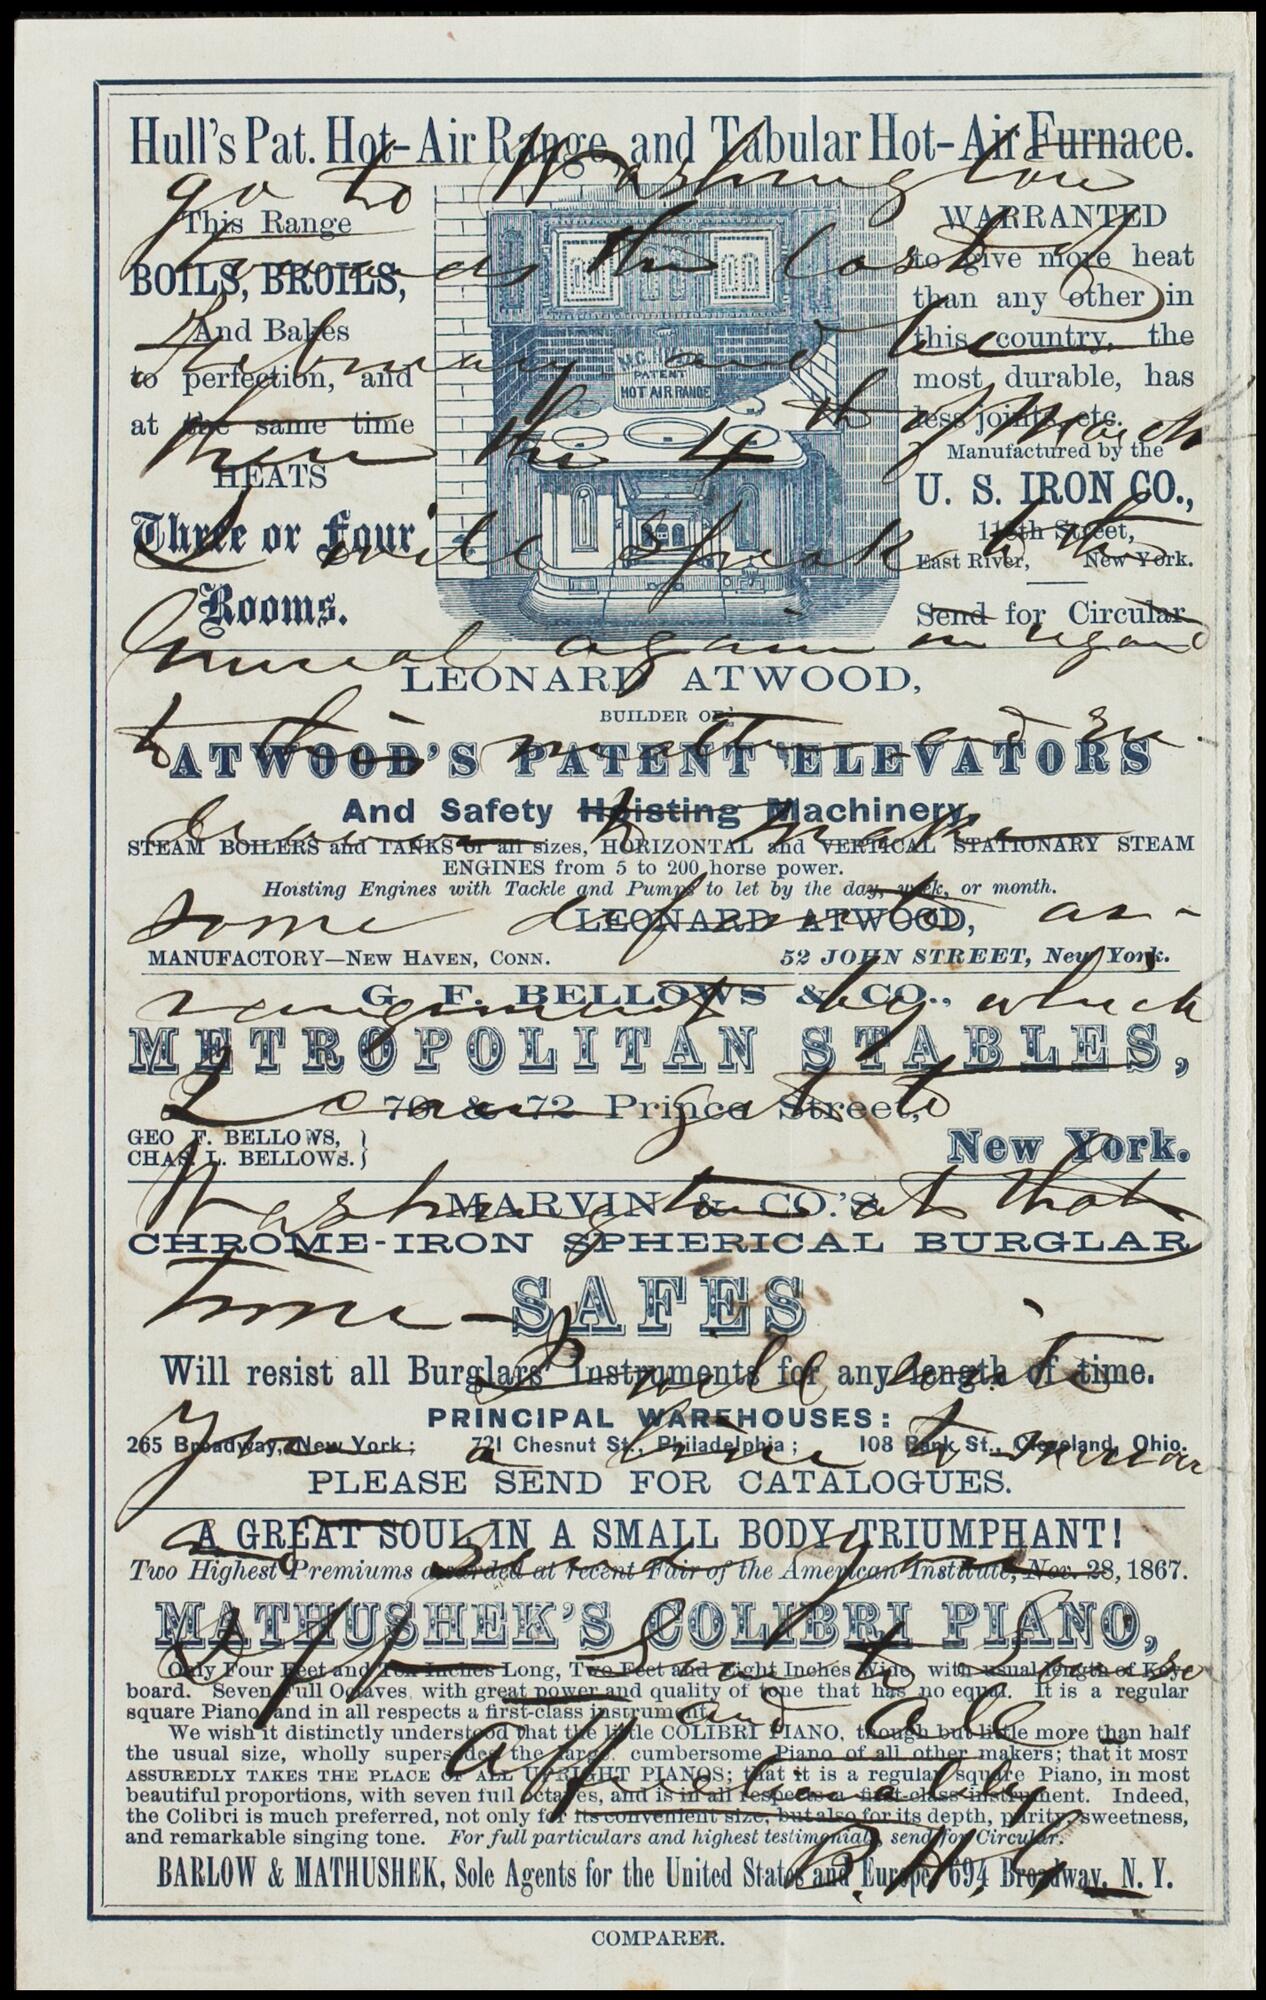 Hull's Pat. Hot-Air Range and Tabular Hot-Air Furnace.
This Range
BOILS, BROILS,
And Bakes
to perfection, and
at the same time
HEATS
Three or Four
Rooms.
PATENT
HOT AIR RANGE
WARRANTED
to give more heat
than any other in
this country, the
most durable, has
less joints, etc.
Manufactured by the
U. S. IRON CO.,
East River, New York.
Send for Circular
LEONARD ATWOOD,
BUILDER OF
ATWOOD'S PATENT ELEVATORS
And Safety Hoisting Machinery,
STEAM BOILERS and TANKS of all sizes, HORIZONTAL and VERTICAL STATIONARY STEAM
ENGINES from 5 to 200 horse power.
Hoisting Engines with Tackle and Pumps to let by the day, week, or month.
LEONARD ATWOOD,
MANUFACTORY—NEW HAVEN, CONN. 52 JOHN STREET, New York.
G. F. BELLOWS & CO.,
METROPOLITAN STABLES,
70 & 72 Prince Street,
GEO F. BELLOWS,
CHAS. L. BELLOWS.
New York.
MARVIN & CO.'S
CHROME-IRON SPHERICAL BURGLAR
SAFES
Will resist all Burglars' Instruments for any length of time.
PRINCIPAL WAREHOUSES:
265 Broadway, New York; 721 Chesnut St., Philadelphia; 108 Bank St., Cleveland, Ohio.
PLEASE SEND FOR CATALOGUES.
A GREAT SOUL IN A SMALL BODY TRIUMPHANT!
Two Highest Premiums awarded at recent Fair of the American Institute, Nov. 28, 1867.
MATHUSHEK'S COLIBRI PIANO,
Only Four Feet and Ten Inches Long, Two Feet and Eight Inches Wide, with usual length of Key-
board. Seven Full Octaves, with great power and quality of tone that has no equal. It is a regular
square Piano, and in all respects a first-class instrument.
We wish it distinctly understood that the little COLIBRI PIANO, though but little more than half
the usual size, wholly supersedes the large, cumbersome Piano of all other makers; that it MOST
ASSUREDLY TAKES THE PLACE OF ALL UPRIGHT PIANOS; that it is a regular square Piano, in most
beautiful proportions, with seven full octaves, and is in all respects a first-class instrument. Indeed,
the Colibri is much preferred, not only for its convenient size, but also for its depth, purity, sweetness,
and remarkable singing tone. For full particulars and highest testimonials, send for Circular.
BARLOW & MATHUSHEK, Sole Agents for the United States and Europe, 694 Broadway, N. Y.
COMPARER.
go to Washington
towards the last of
February and be
there the 4th of March
I will speak to the
General again in regard
to this matter and en-
deavor to make
some definite ar-
rangement by which
I can get to
Washington at that
time— I will write
you a line tomorrow
and send you
off Love to Louise
and all
affectionately
B. H. G.